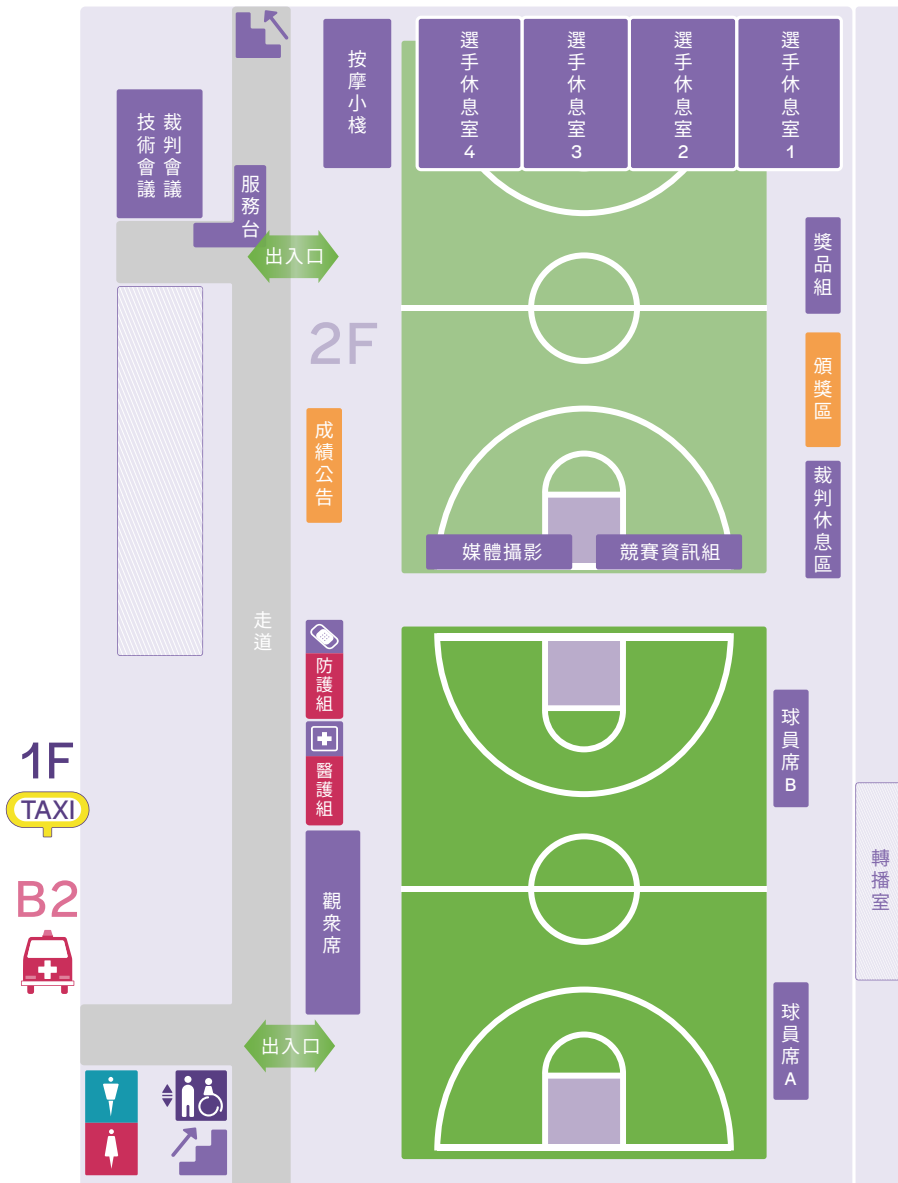 按摩小棧
選手休息室4
選手休息室3
選手休息室2
選手休息室1
裁判會議
技術會議
服務台
出入口
獎品組
2F
頒獎區
成績公告
裁判休息區
媒體攝影
競賽資訊組
走道
防護組
醫護組
球員席B
1F
TAXI
轉播室
B2
觀眾席
球員席A
出入口